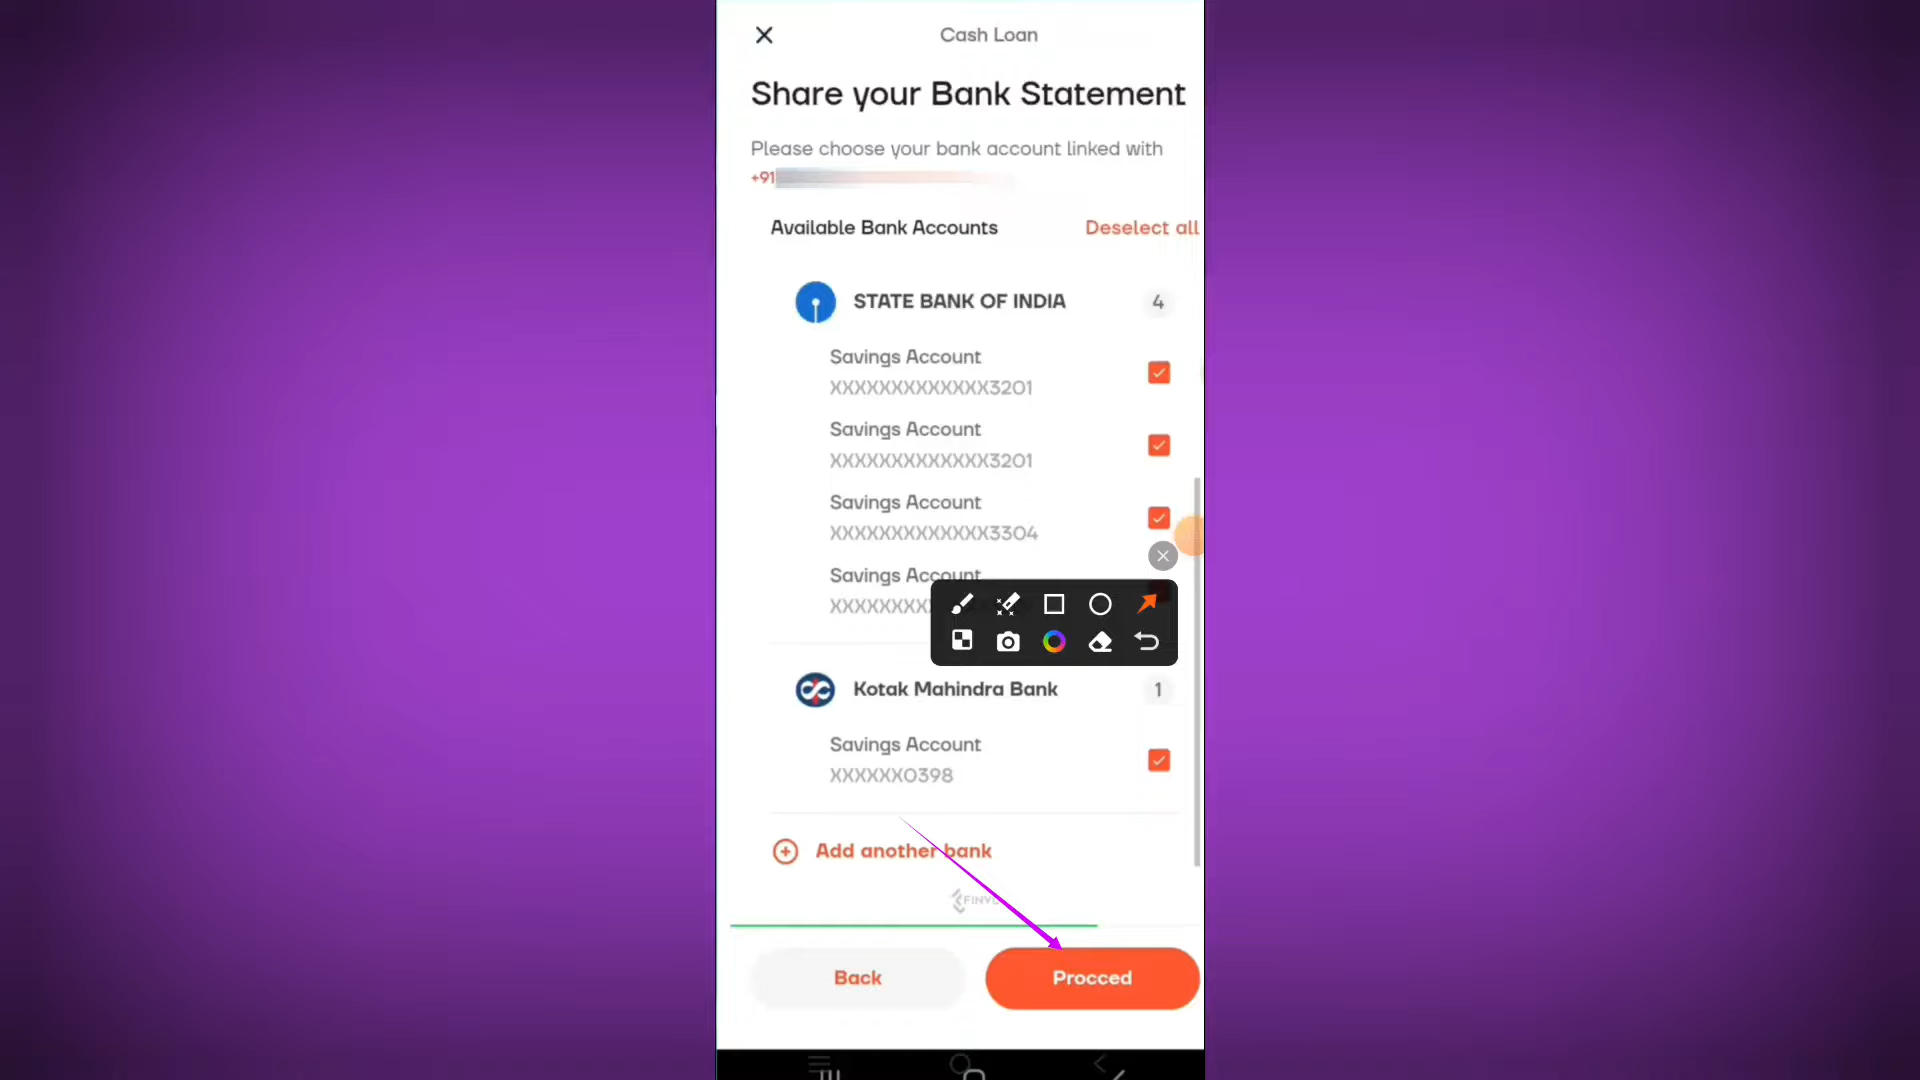 Cash Loan
Share your Bank Statement
Please choose your bank account linked with
+91
Available Bank Accounts
Deselect all
STATE BANK OF INDIA
4
Savings Account
XXXXXXXXXXXXX3201
Savings Account
XXXXXXXXXXXXX3201
Savings Account
XXXXXXXXXXXXX3304
Savings Account
Kotak Mahindra Bank
1
Savings Account
XXXXXX0398
Add another bank
Back
Procced